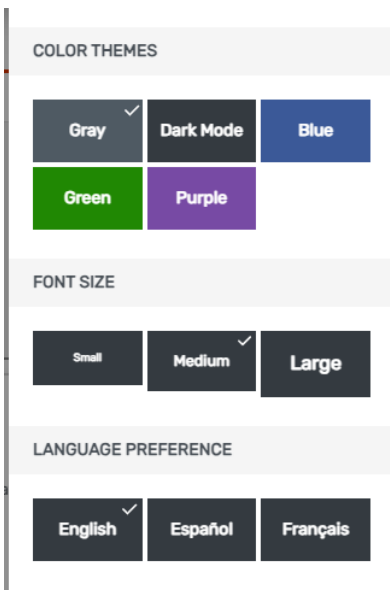 COLOR THEMES
Gray Dark Mode Blue
Green Purple
FONT SIZE
Small Medium Large
LANGUAGE PREFERENCE
English Español Français